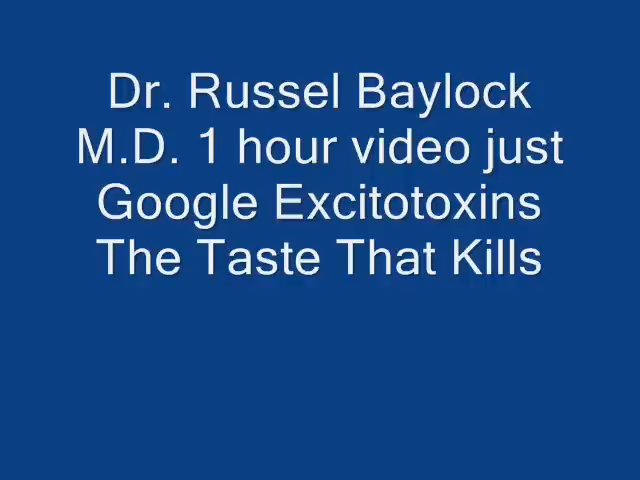 Dr. Russel Baylock
M.D. 1 hour video just
Google Excitotoxins
The Taste That Kills